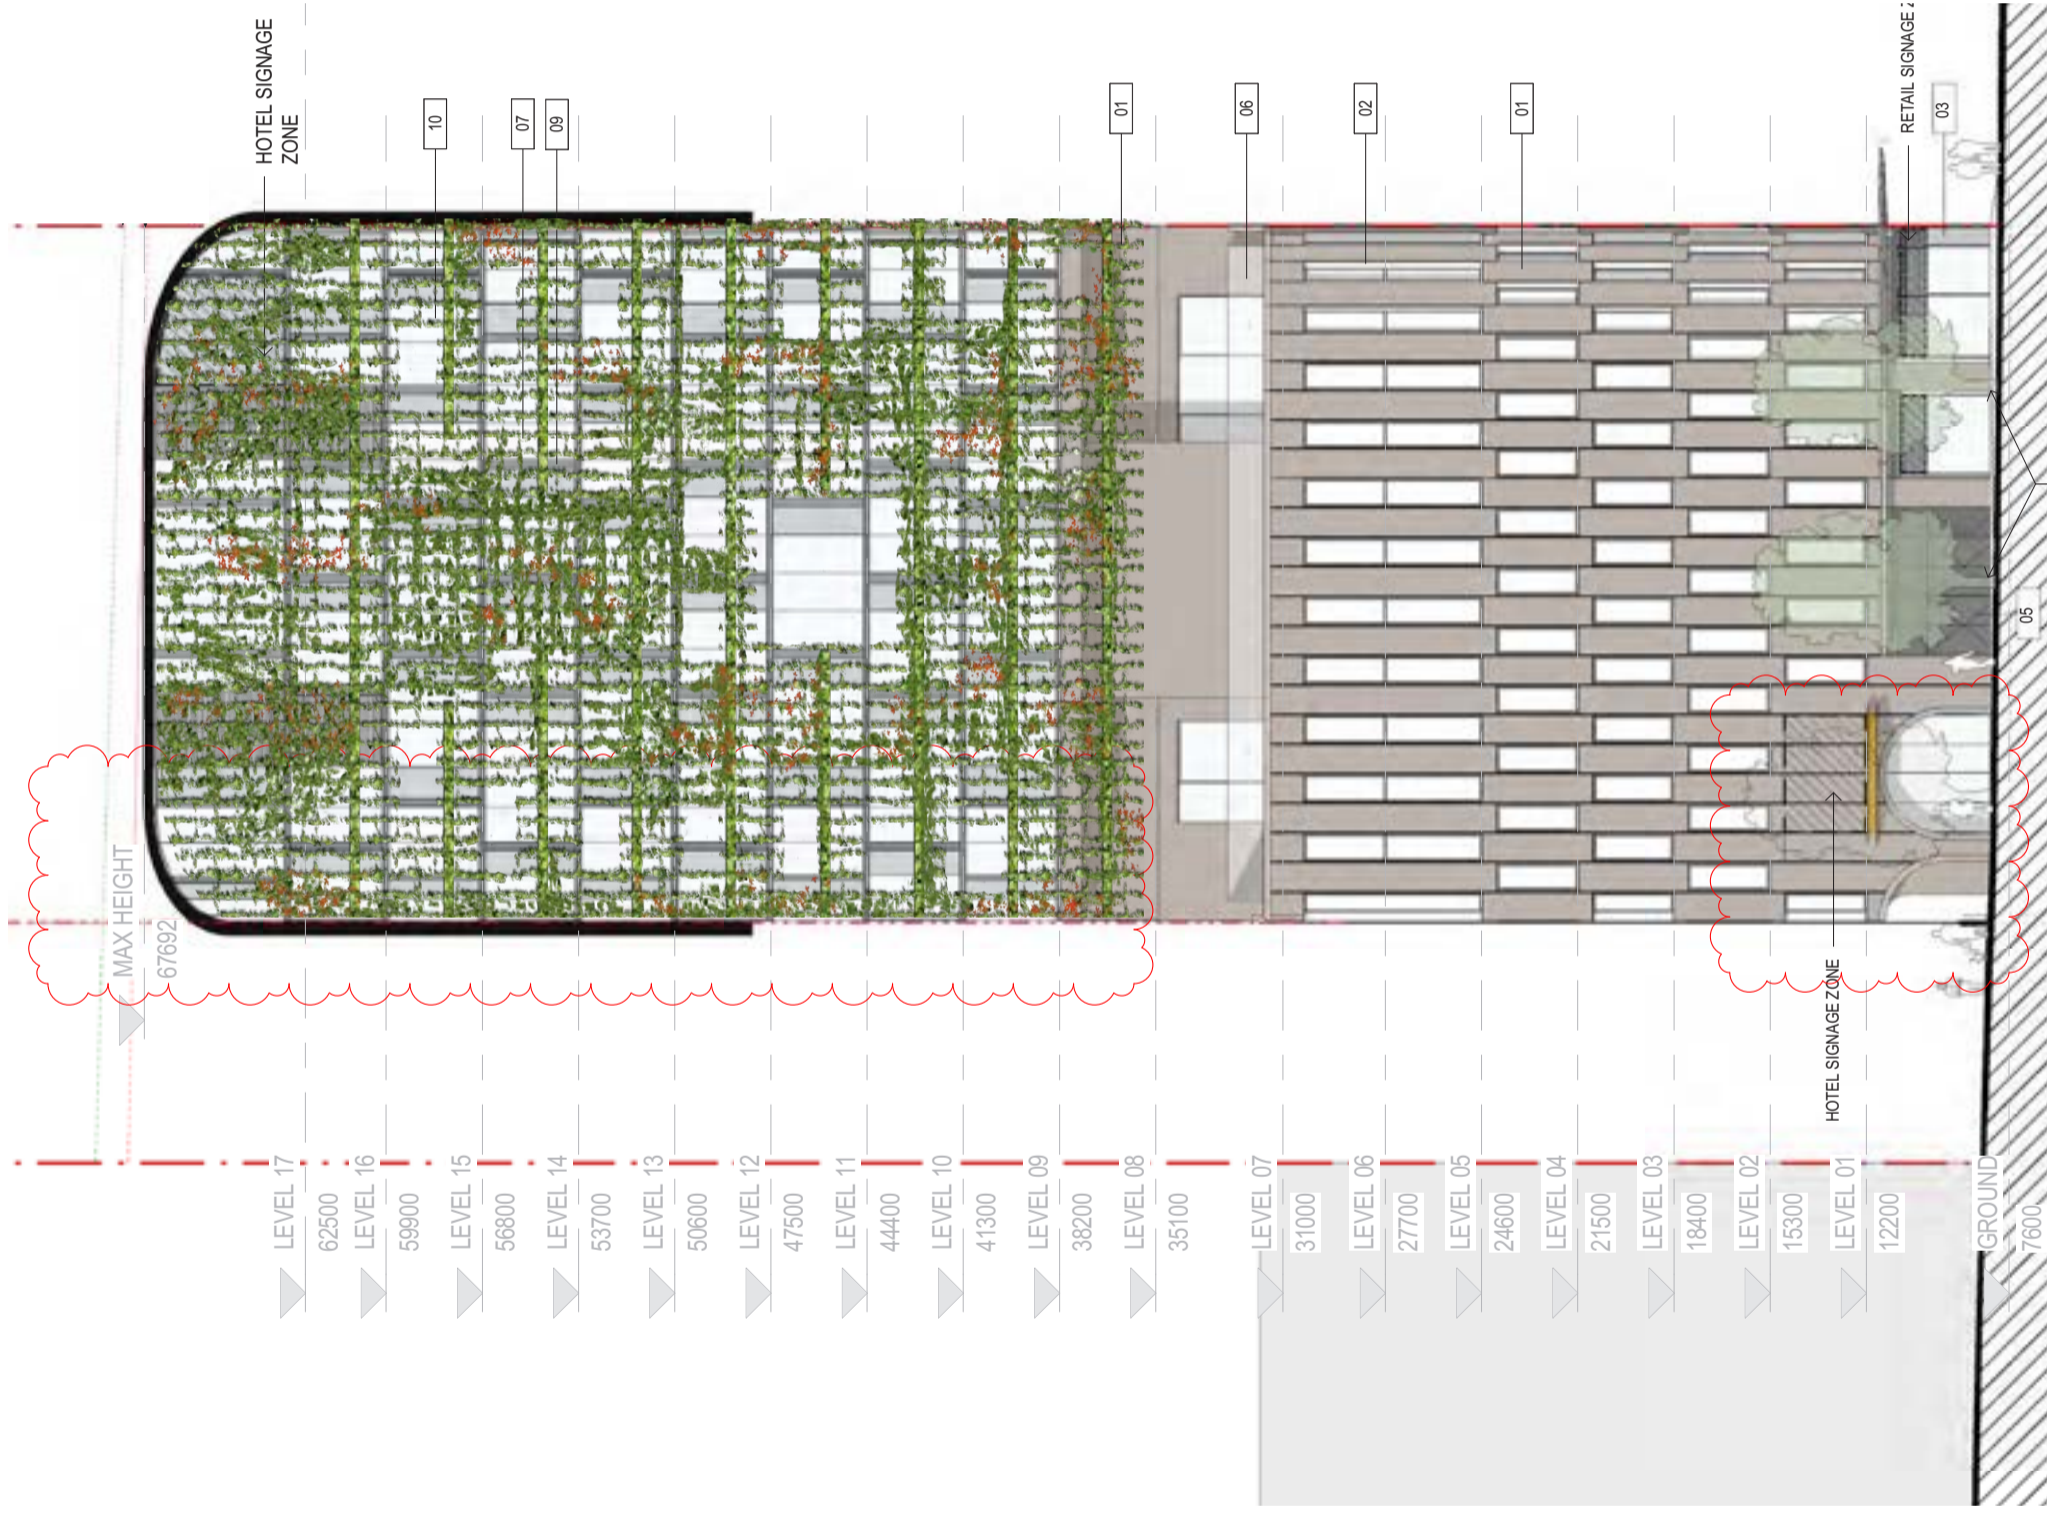 HOTEL SIGNAGE
ZONE
10
07
09
01
06
02
01
RETAIL SIGNAGE
03
05
MAX HEIGHT
67692
HOTEL SIGNAGE ZONE
LEVEL 17
62500
LEVEL 16
59900
LEVEL 15
56800
LEVEL 14
53700
LEVEL 13
50600
LEVEL 12
47500
LEVEL 11
44400
LEVEL 10
41300
LEVEL 09
38200
LEVEL 08
35100
LEVEL 07
31000
LEVEL 06
27700
LEVEL 05
24600
LEVEL 04
21500
LEVEL 03
18400
LEVEL 02
15300
LEVEL 01
12200
GROUND
7600